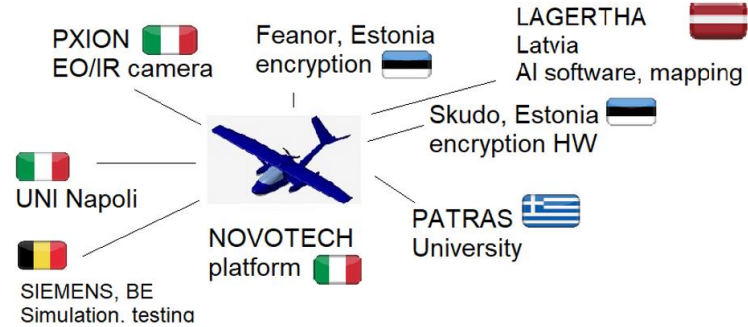 PXION
EO/IR camera
Feanor, Estonia
encryption
LAGERTHA
Latvia
AI software, mapping
Skudo, Estonia
encryption HW
UNI Napoli
PATRAS
University
NOVOTECH
platform
SIEMENS, BE
Simulation, testing